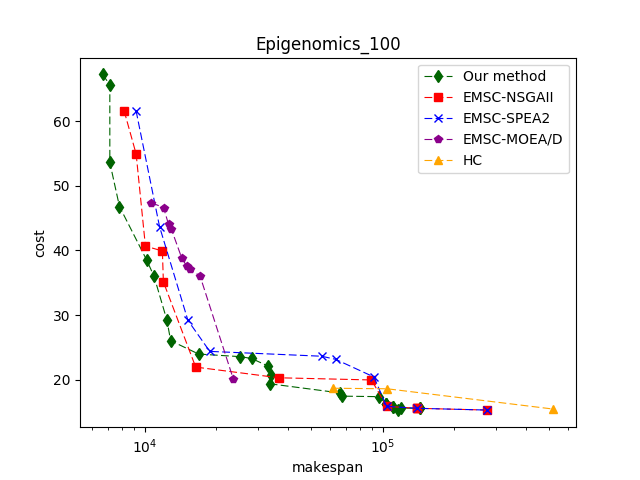 Epigenomics_100
Our method
EMSC-NSGAII
EMSC-SPEA2
EMSC-MOEA/D
HC
cost
60
50
40
30
20
10⁴
10⁵
makespan